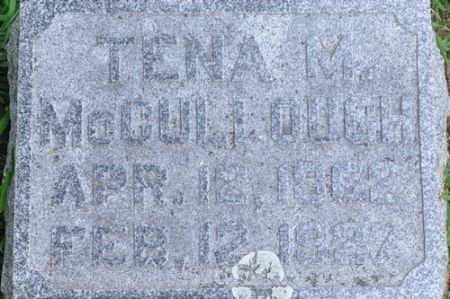 TENA M.
McCULLOUGH
APR. 12, 1862
FEB. 12, 1927